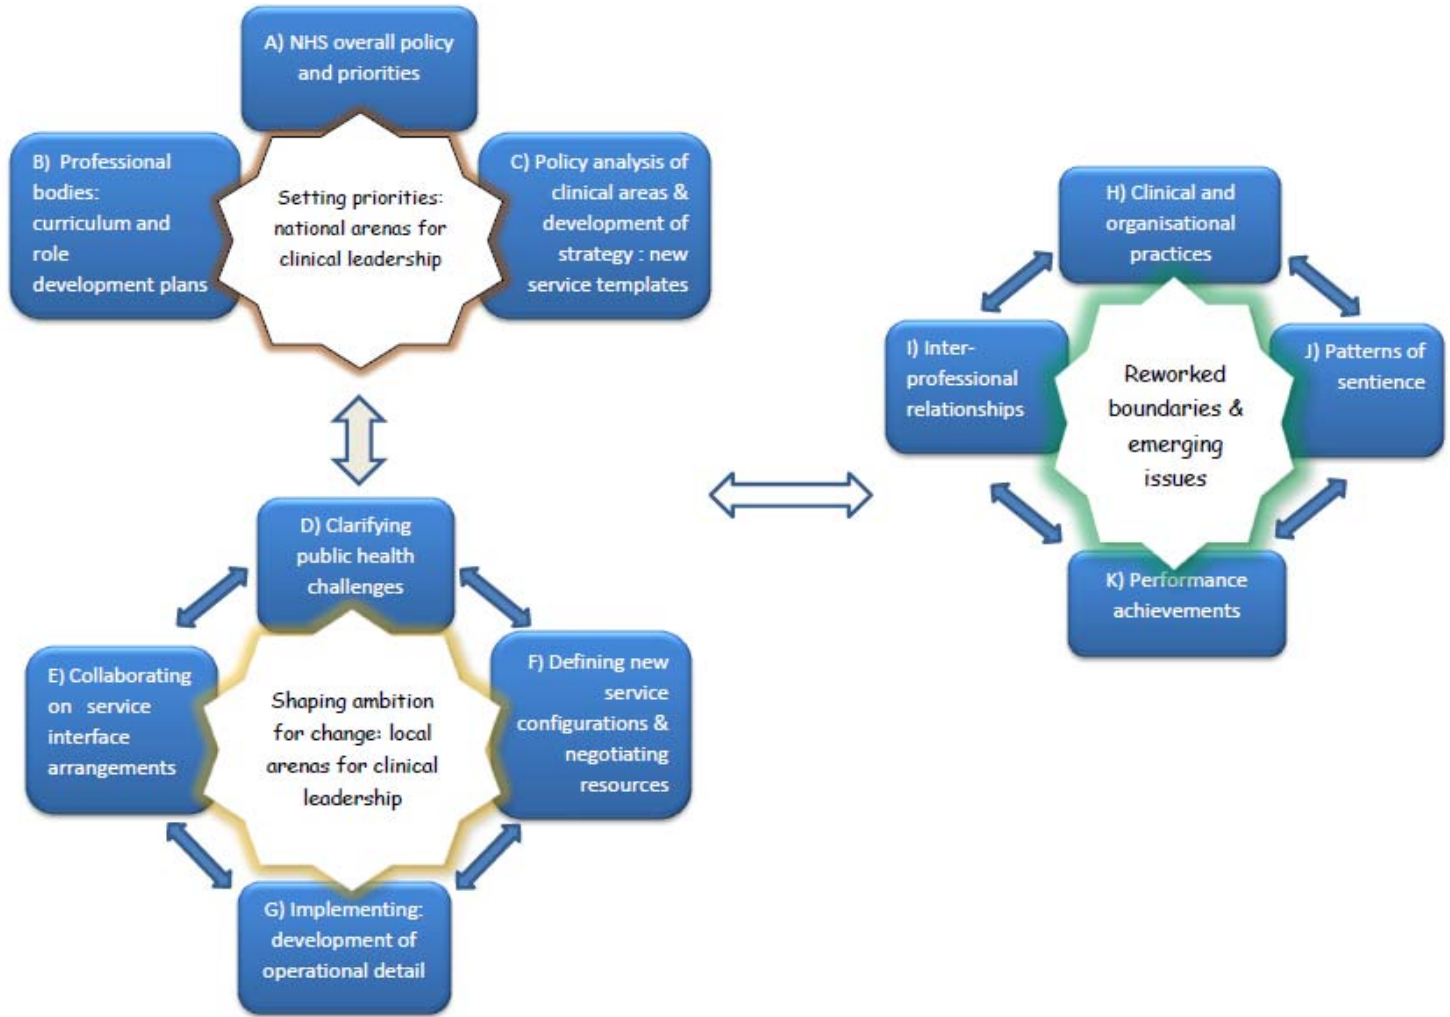 A) NHS overall policy
and priorities
B) Professional
bodies:
curriculum and
role
development plans
Setting priorities:
national arenas for
clinical leadership
C) Policy analysis of
clinical areas &
development of
strategy : new
service templates
D) Clarifying
public health
challenges
E) Collaborating
on service
interface
arrangements
Shaping ambition
for change: local
arenas for clinical
leadership
F) Defining new
service
configurations &
negotiating
resources
G) Implementing:
development of
operational detail
H) Clinical and
organisational
practices
I) Inter-
professional
relationships
Reworked
boundaries &
emerging
issues
J) Patterns of
sentience
K) Performance
achievements